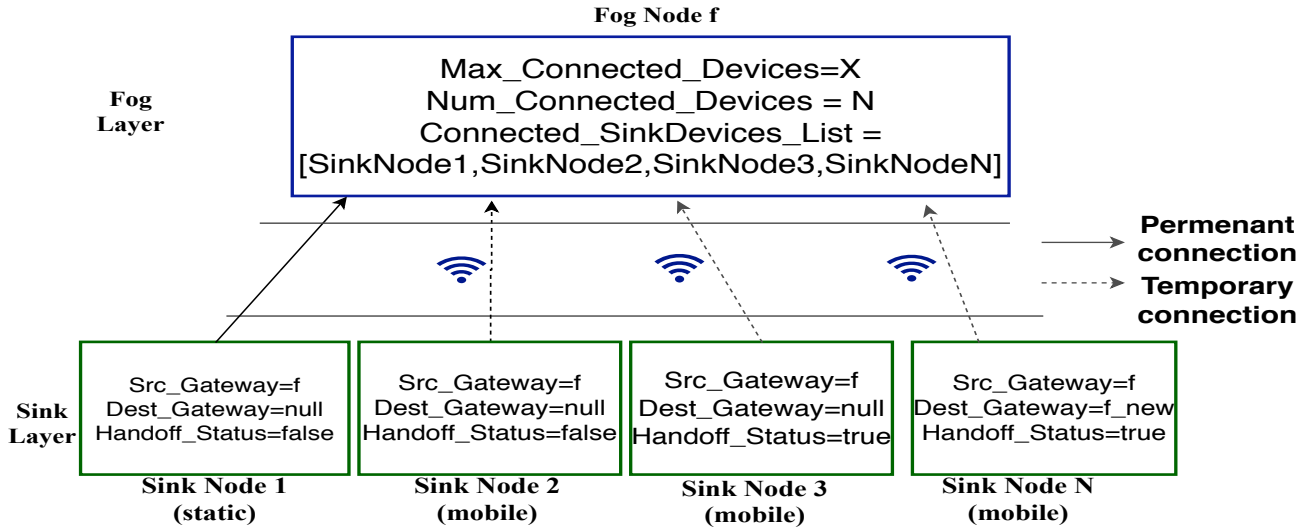 Fog Node f
Max_Connected_Devices=X
Num_Connected_Devices = N
Connected_SinkDevices_List =
[SinkNode1,SinkNode2,SinkNode3,SinkNodeN]
Fog
Layer
Permenant
connection
Temporary
connection
Sink
Layer
Src_Gateway=f
Dest_Gateway=null
Handoff_Status=false
Sink Node 1
(static)
Src_Gateway=f
Dest_Gateway=null
Handoff_Status=false
Sink Node 2
(mobile)
Src_Gateway=f
Dest_Gateway=null
Handoff_Status=true
Sink Node 3
(mobile)
Src_Gateway=f
Dest_Gateway=f_new
Handoff_Status=true
Sink Node N
(mobile)